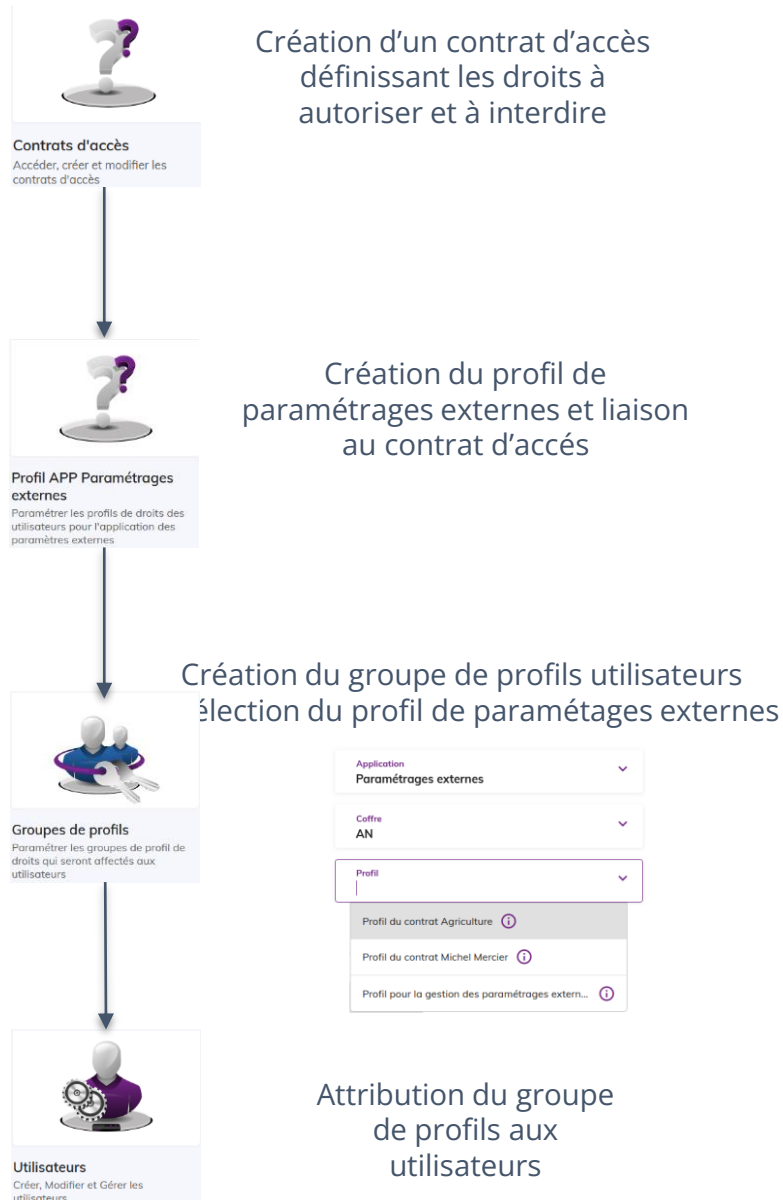 Création d’un contrat d’accès
définissant les droits à
autoriser et à interdire
Contrats d'accès
Accéder, créer et modifier les
contrats d'accès
Création du profil de
paramétrages externes et liaison
au contrat d’accés
Profil APP Paramétrages
externes
Paramétrer les profils de droits des
utilisateurs pour l'application des
paramètres externes
Création du groupe de profils utilisateurs
élection du profil de paramétages externes
Groupes de profils
Paramétrer les groupes de profil de
droits qui seront affectés aux
utilisateurs
Application
Paramétrages externes
Coffre
AN
Profil
Profil du contrat Agriculture
Profil du contrat Michel Mercier
Profil pour la gestion des paramétrages extern...
Attribution du groupe
de profils aux
utilisateurs
Utilisateurs
Créer, Modifier et Gérer les
utilisateurs